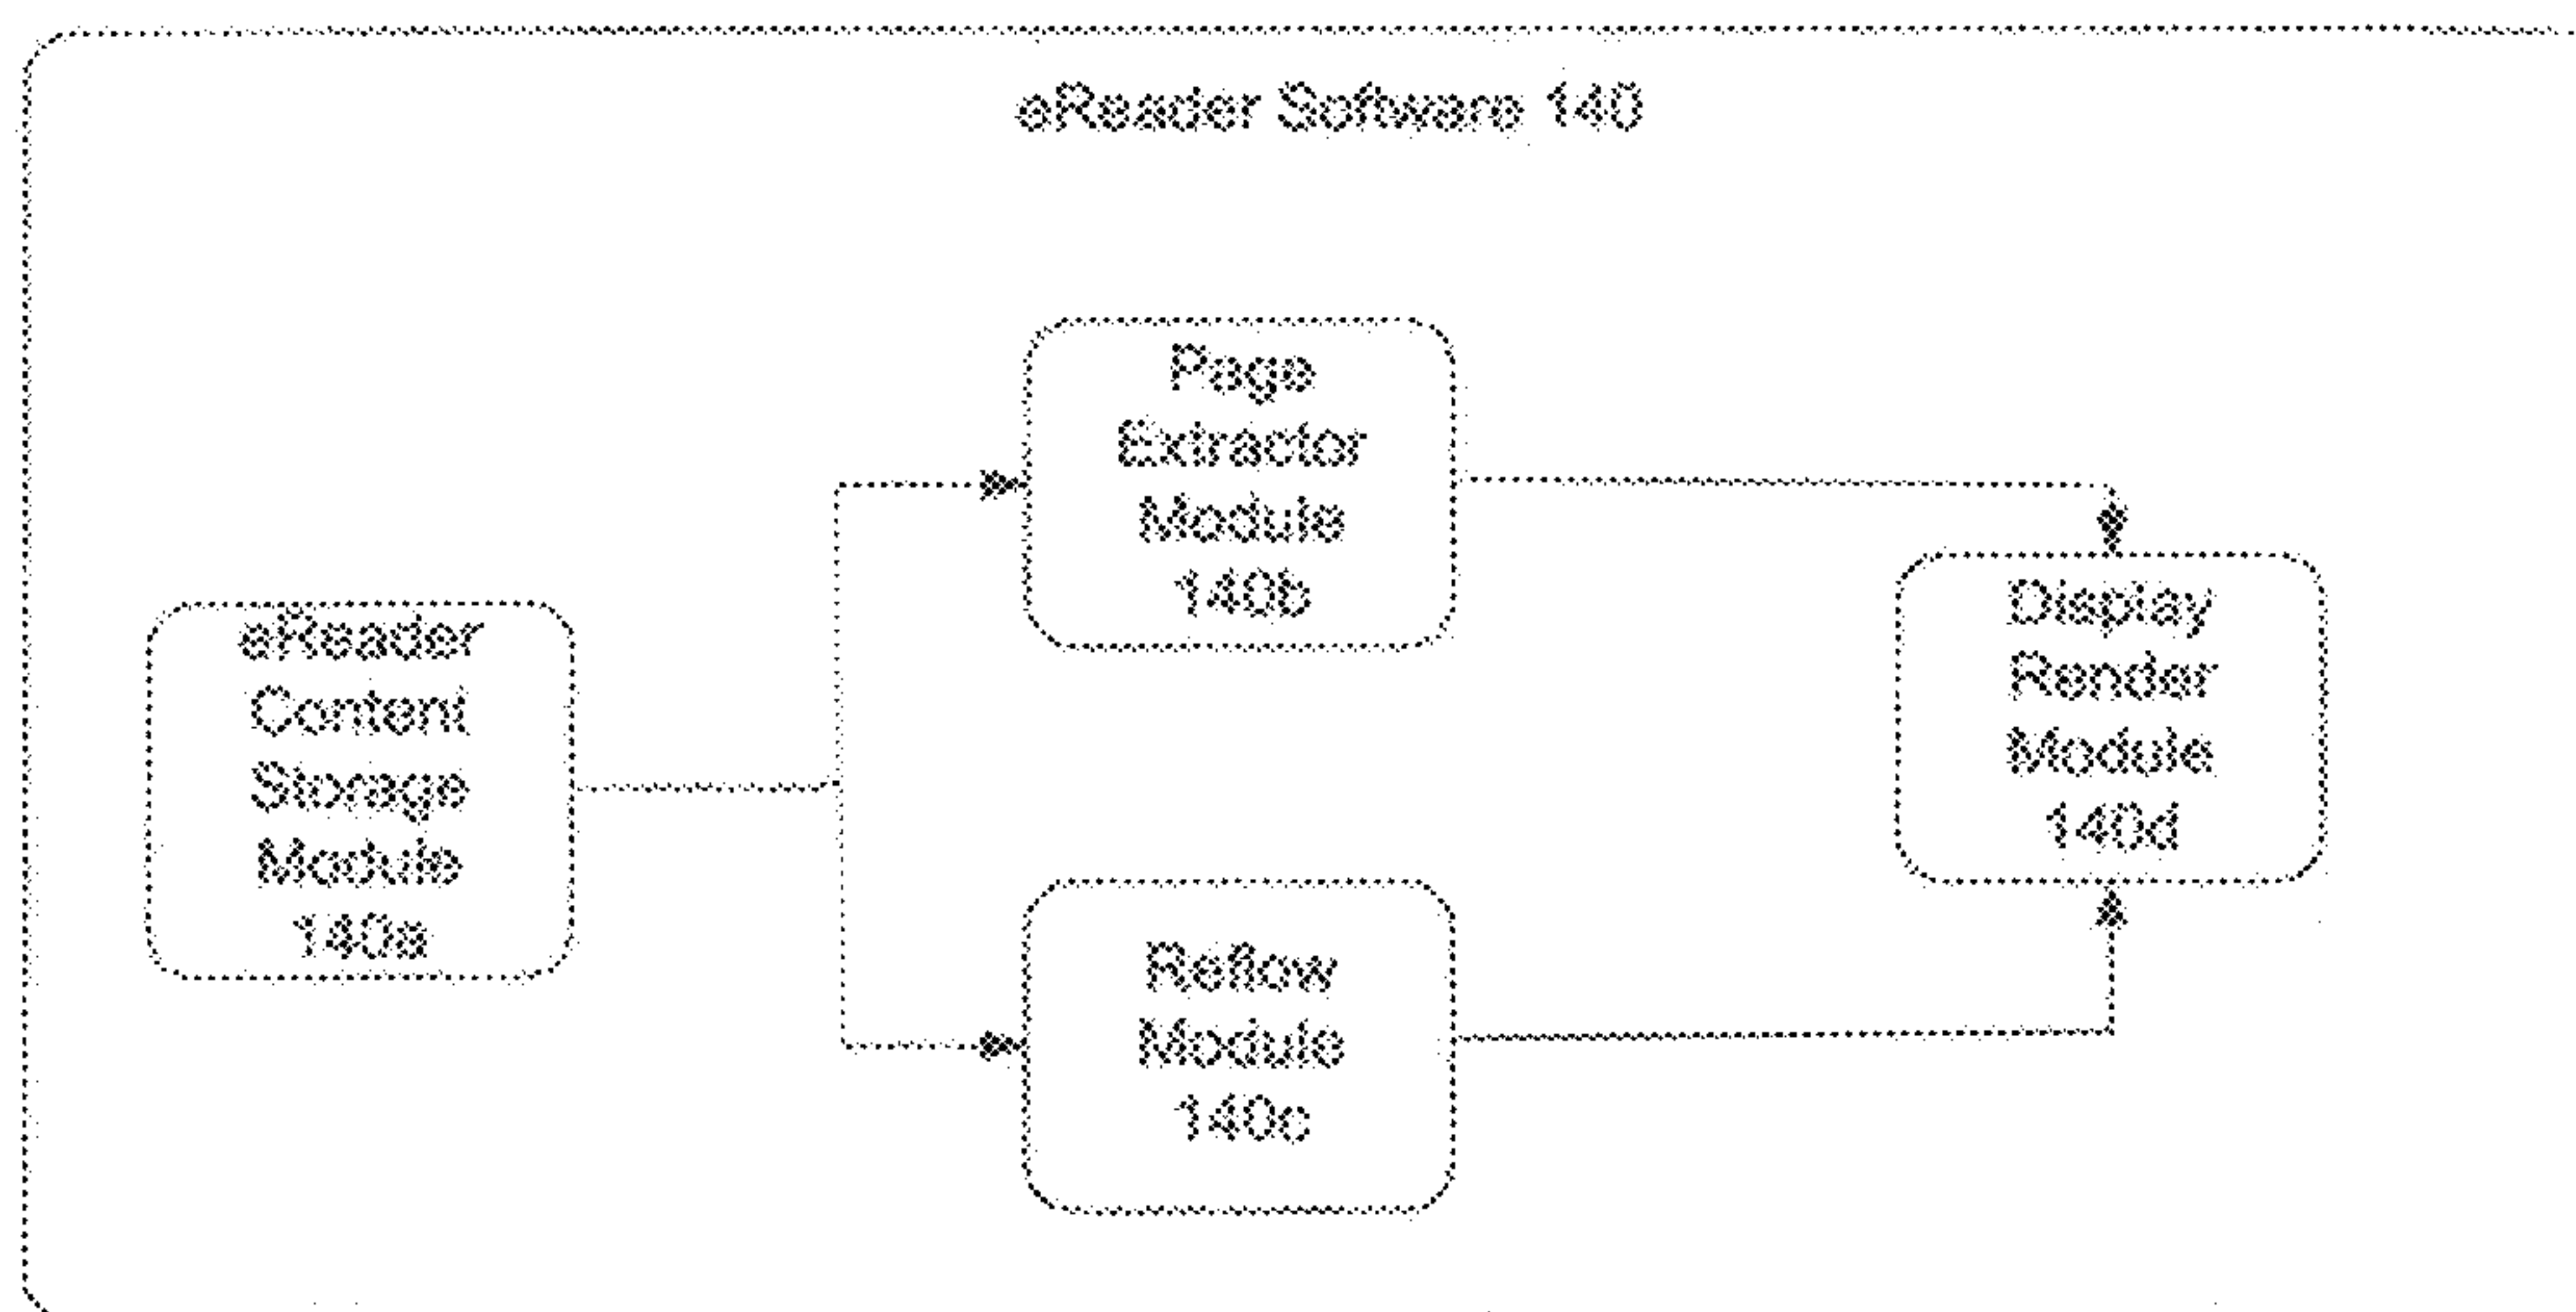 eReader Software 140
eReader
Content
Storage
Module
140a
Page
Extractor
Module
140b
Reflow
Module
140c
Display
Render
Module
140d